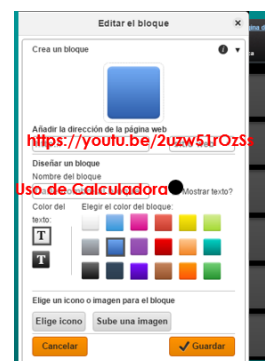 Editar el bloque ×
Crea un bloque
Añadir la dirección de la página web
https://youtu.be/2uzw51rOzSs
Diseñar un bloque
Nombre del bloque
Uso de Calculadora
Mostrar texto?
Color del texto:
Elegir el color del bloque:
T
T
Elige un icono o imagen para el bloque
Elige icono
Sube una imagen
Cancelar
Guardar